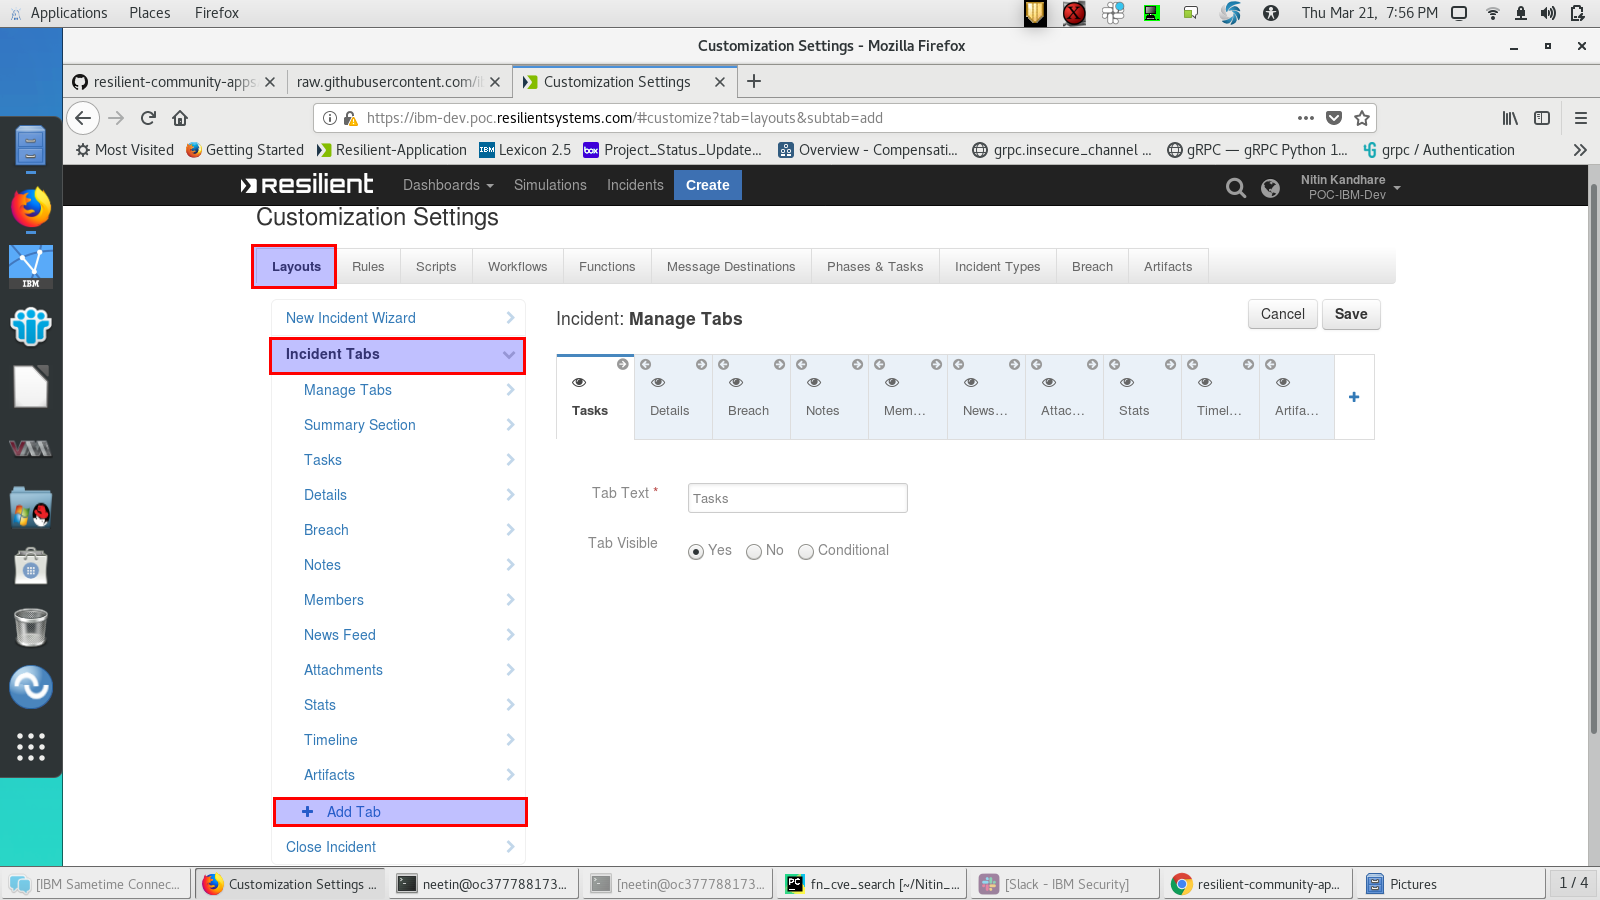 Applications Places Firefox Thu Mar 21, 7:56 PM
Customization Settings - Mozilla Firefox
resilient-community-apps raw.githubusercontent.com/i Customization Settings
https://ibm-dev.poc.resilientsystems.com/#customize?tab=layouts&subtab=add
Most Visited Getting Started Resilient-Application IBM Lexicon 2.5 box Project_Status_Update... Overview - Compensati... grpc.insecure_channel ... gRPC — gRPC Python 1... grpc / Authentication
resilient Dashboards Simulations Incidents Create Nitin Kandhare
POC-IBM-Dev
Customization Settings
Layouts Rules Scripts Workflows Functions Message Destinations Phases & Tasks Incident Types Breach Artifacts
New Incident Wizard
Incident Tabs
Manage Tabs
Summary Section
Tasks
Details
Breach
Notes
Members
News Feed
Attachments
Stats
Timeline
Artifacts
+ Add Tab
Close Incident
Incident: Manage Tabs Cancel Save
Tasks Details Breach Notes Mem... News... Attac... Stats Timel... Artifa... +
Tab Text * Tasks
Tab Visible Yes No Conditional
IBM
VMM
[IBM Sametime Connec... Customization Settings ... neetin@oc377788173... [neetin@oc377788173... PC fn_cve_search [~/Nitin_... [Slack - IBM Security] resilient-community-ap... Pictures 1 / 4